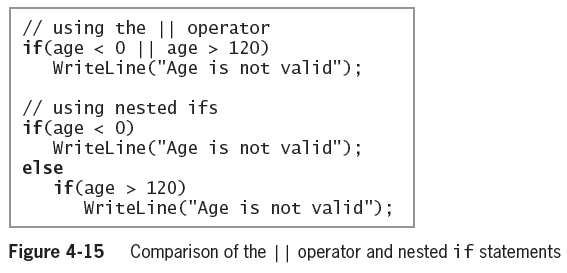 // using the || operator
if(age < 0 || age > 120)
   WriteLine("Age is not valid");

// using nested ifs
if(age < 0)
   WriteLine("Age is not valid");
else
   if(age > 120)
      WriteLine("Age is not valid");
Figure 4-15 Comparison of the || operator and nested if statements